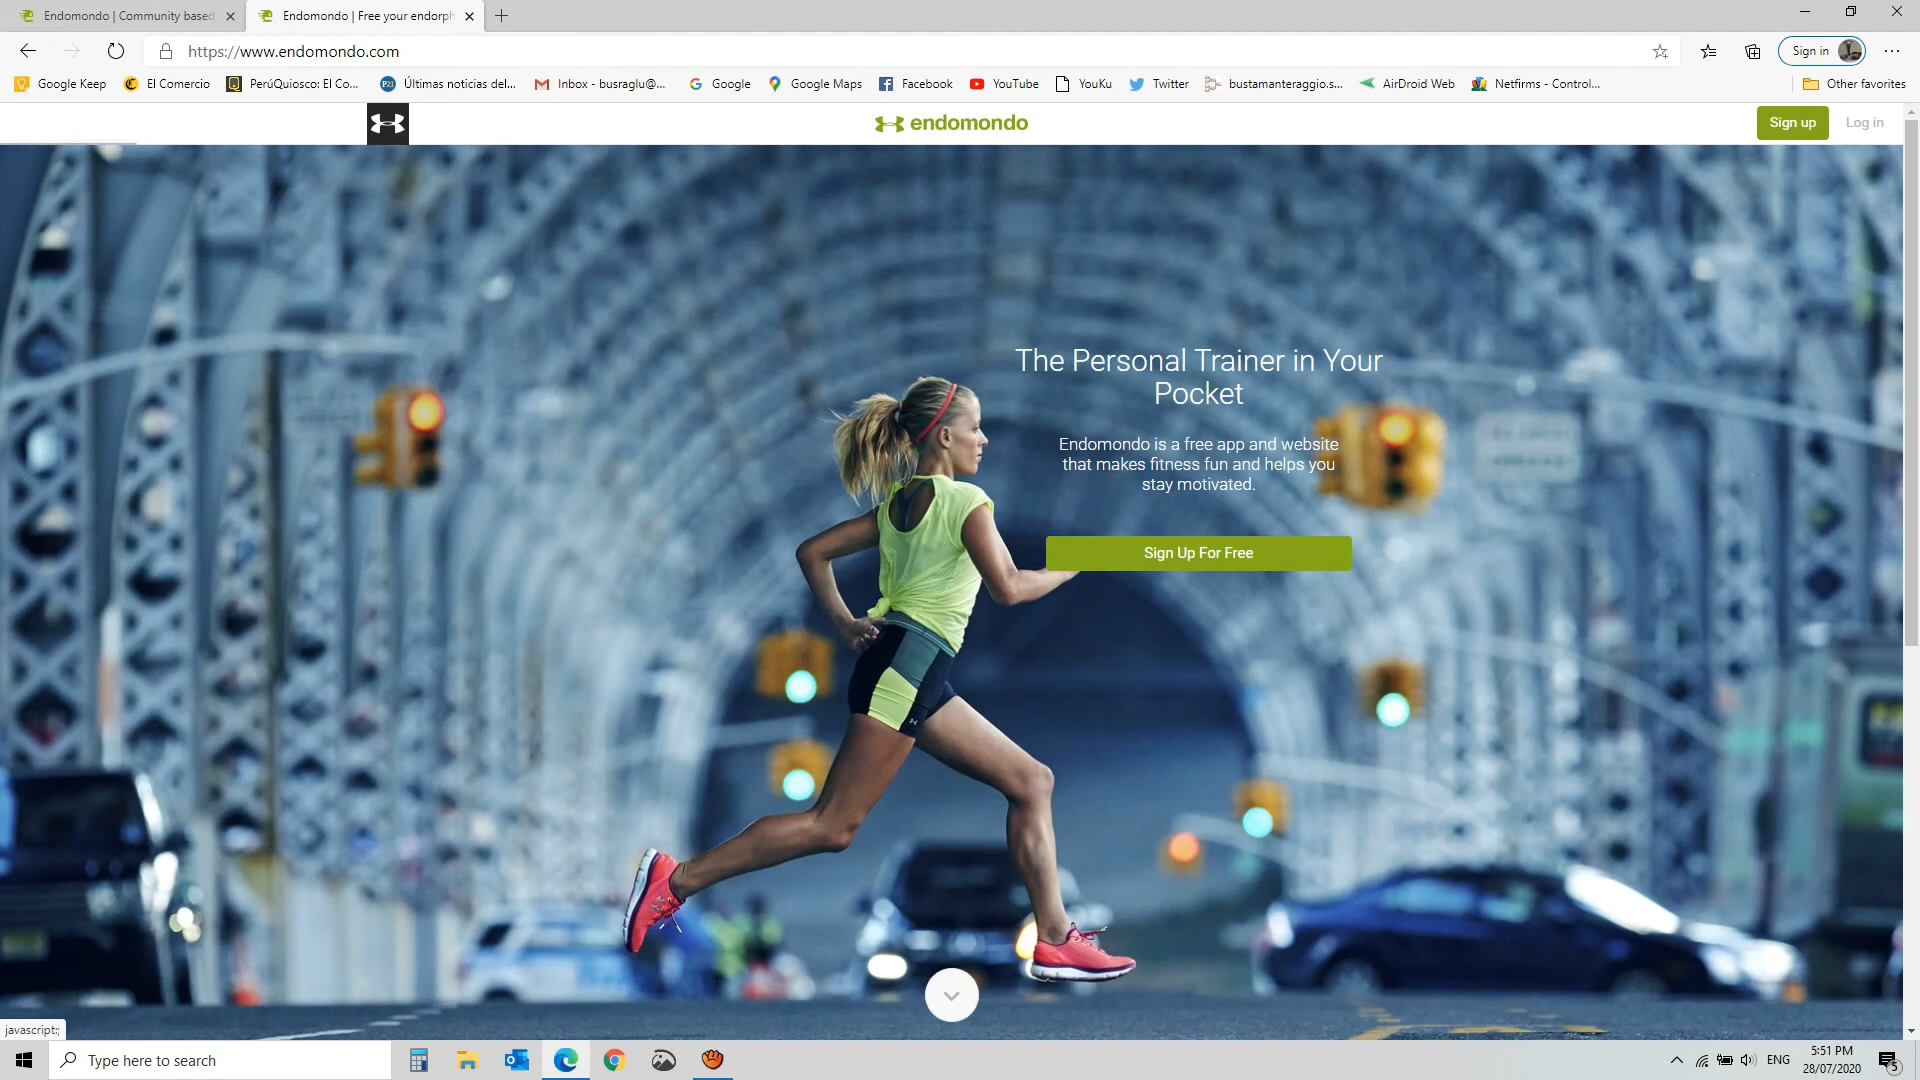 Endomondo | Community based
Endomondo | Free your endorph
https://www.endomondo.com
Sign in
Google Keep
El Comercio
PerúQuiosco: El Co...
P21
Últimas noticias del...
Inbox - busraglu@...
Google
Google Maps
Facebook
YouTube
YouKu
Twitter
bustamanteraggio.s...
AirDroid Web
Netfirms - Control...
Other favorites
endomondo
Sign up
Log in
The Personal Trainer in Your
Pocket
Endomondo is a free app and website
that makes fitness fun and helps you
stay motivated.
Sign Up For Free
javascript:;
Type here to search
ENG
5:51 PM
28/07/2020
5